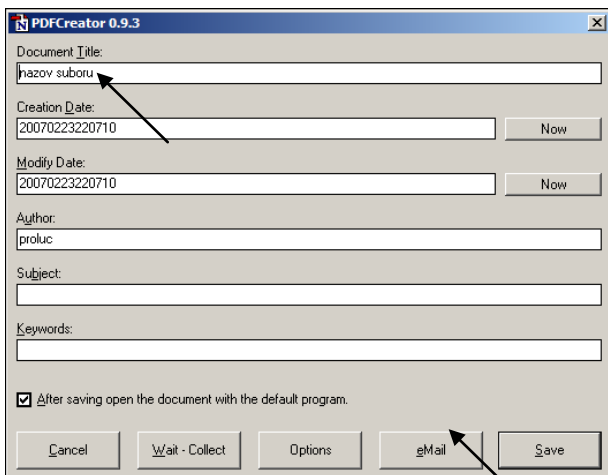 PDFCreator 0.9.3
Document Title:
nazov suboru
Creation Date:
20070223220710 Now
Modify Date:
20070223220710 Now
Author:
proluc
Subject:
Keywords:
After saving open the document with the default program.
Cancel Wait - Collect Options eMail Save